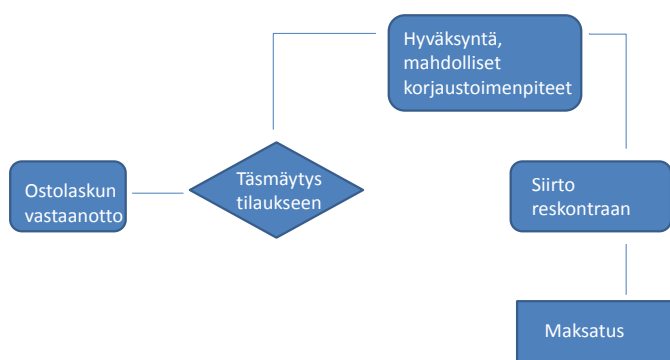 Ostolaskun
vastaanotto
Täsmäytys
tilaukseen
Hyväksyntä,
mahdolliset
korjaustoimenpiteet
Siirto
reskontraan
Maksatus